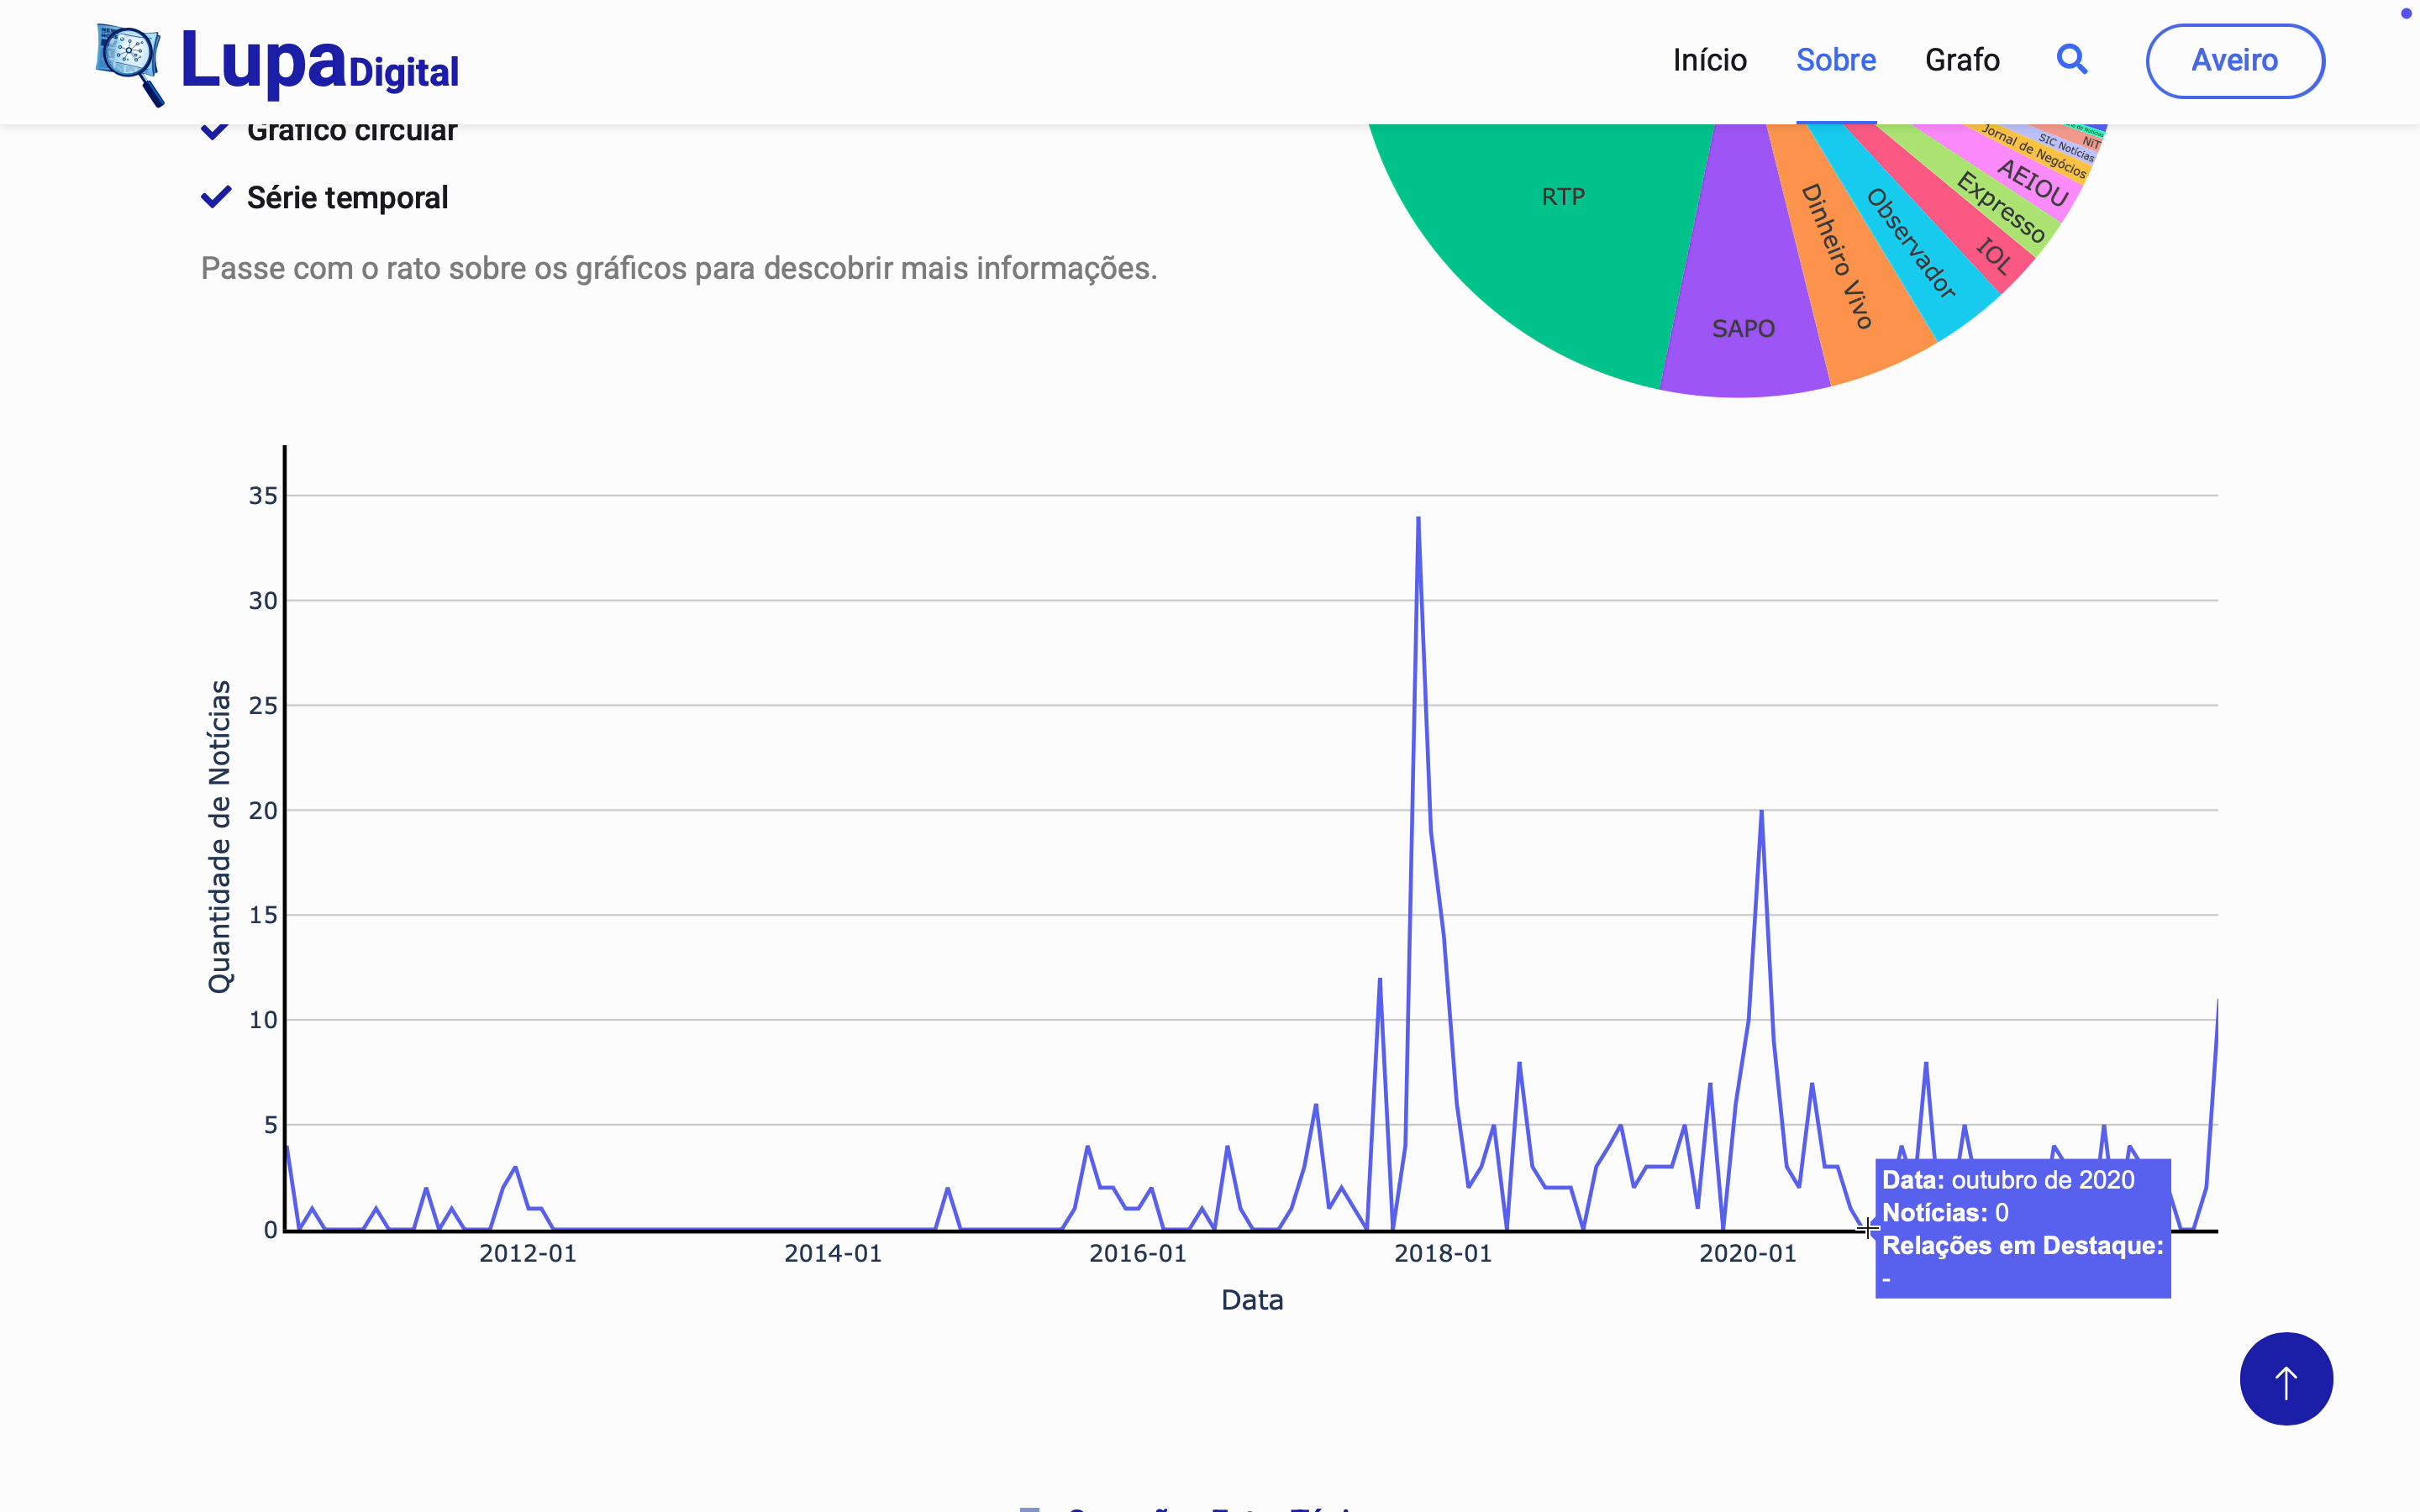 LupaDigital
Início
Sobre
Grafo
Aveiro
Gráfico circular
Série temporal
Passe com o rato sobre os gráficos para descobrir mais informações.
RTP
SAPO
Dinheiro Vivo
Observador
IOL
Expresso
AEIOU
Jornal de Negócios
SIC Notícias
NiT
35
30
25
20
15
10
5
0
Quantidade de Notícias
2012-01
2014-01
2016-01
2018-01
2020-01
Data
Data: outubro de 2020
Notícias: 0
Relações em Destaque:
-